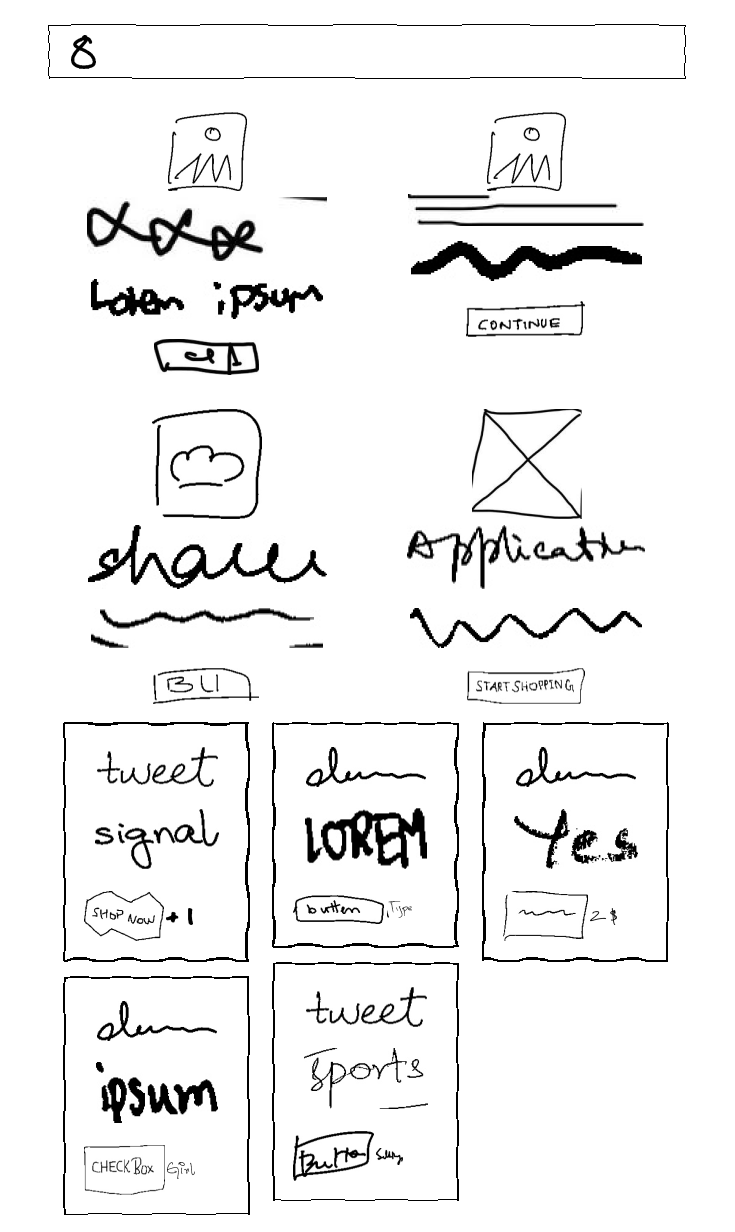 8
Lorem ipsum
CONTINUE
Application
BU
START SHOPPING
tweet
signal
SHOP NOW +1
LOREM
button Type
Yes
2$
ipsum
CHECK BOX Girl
tweet
sports
Button